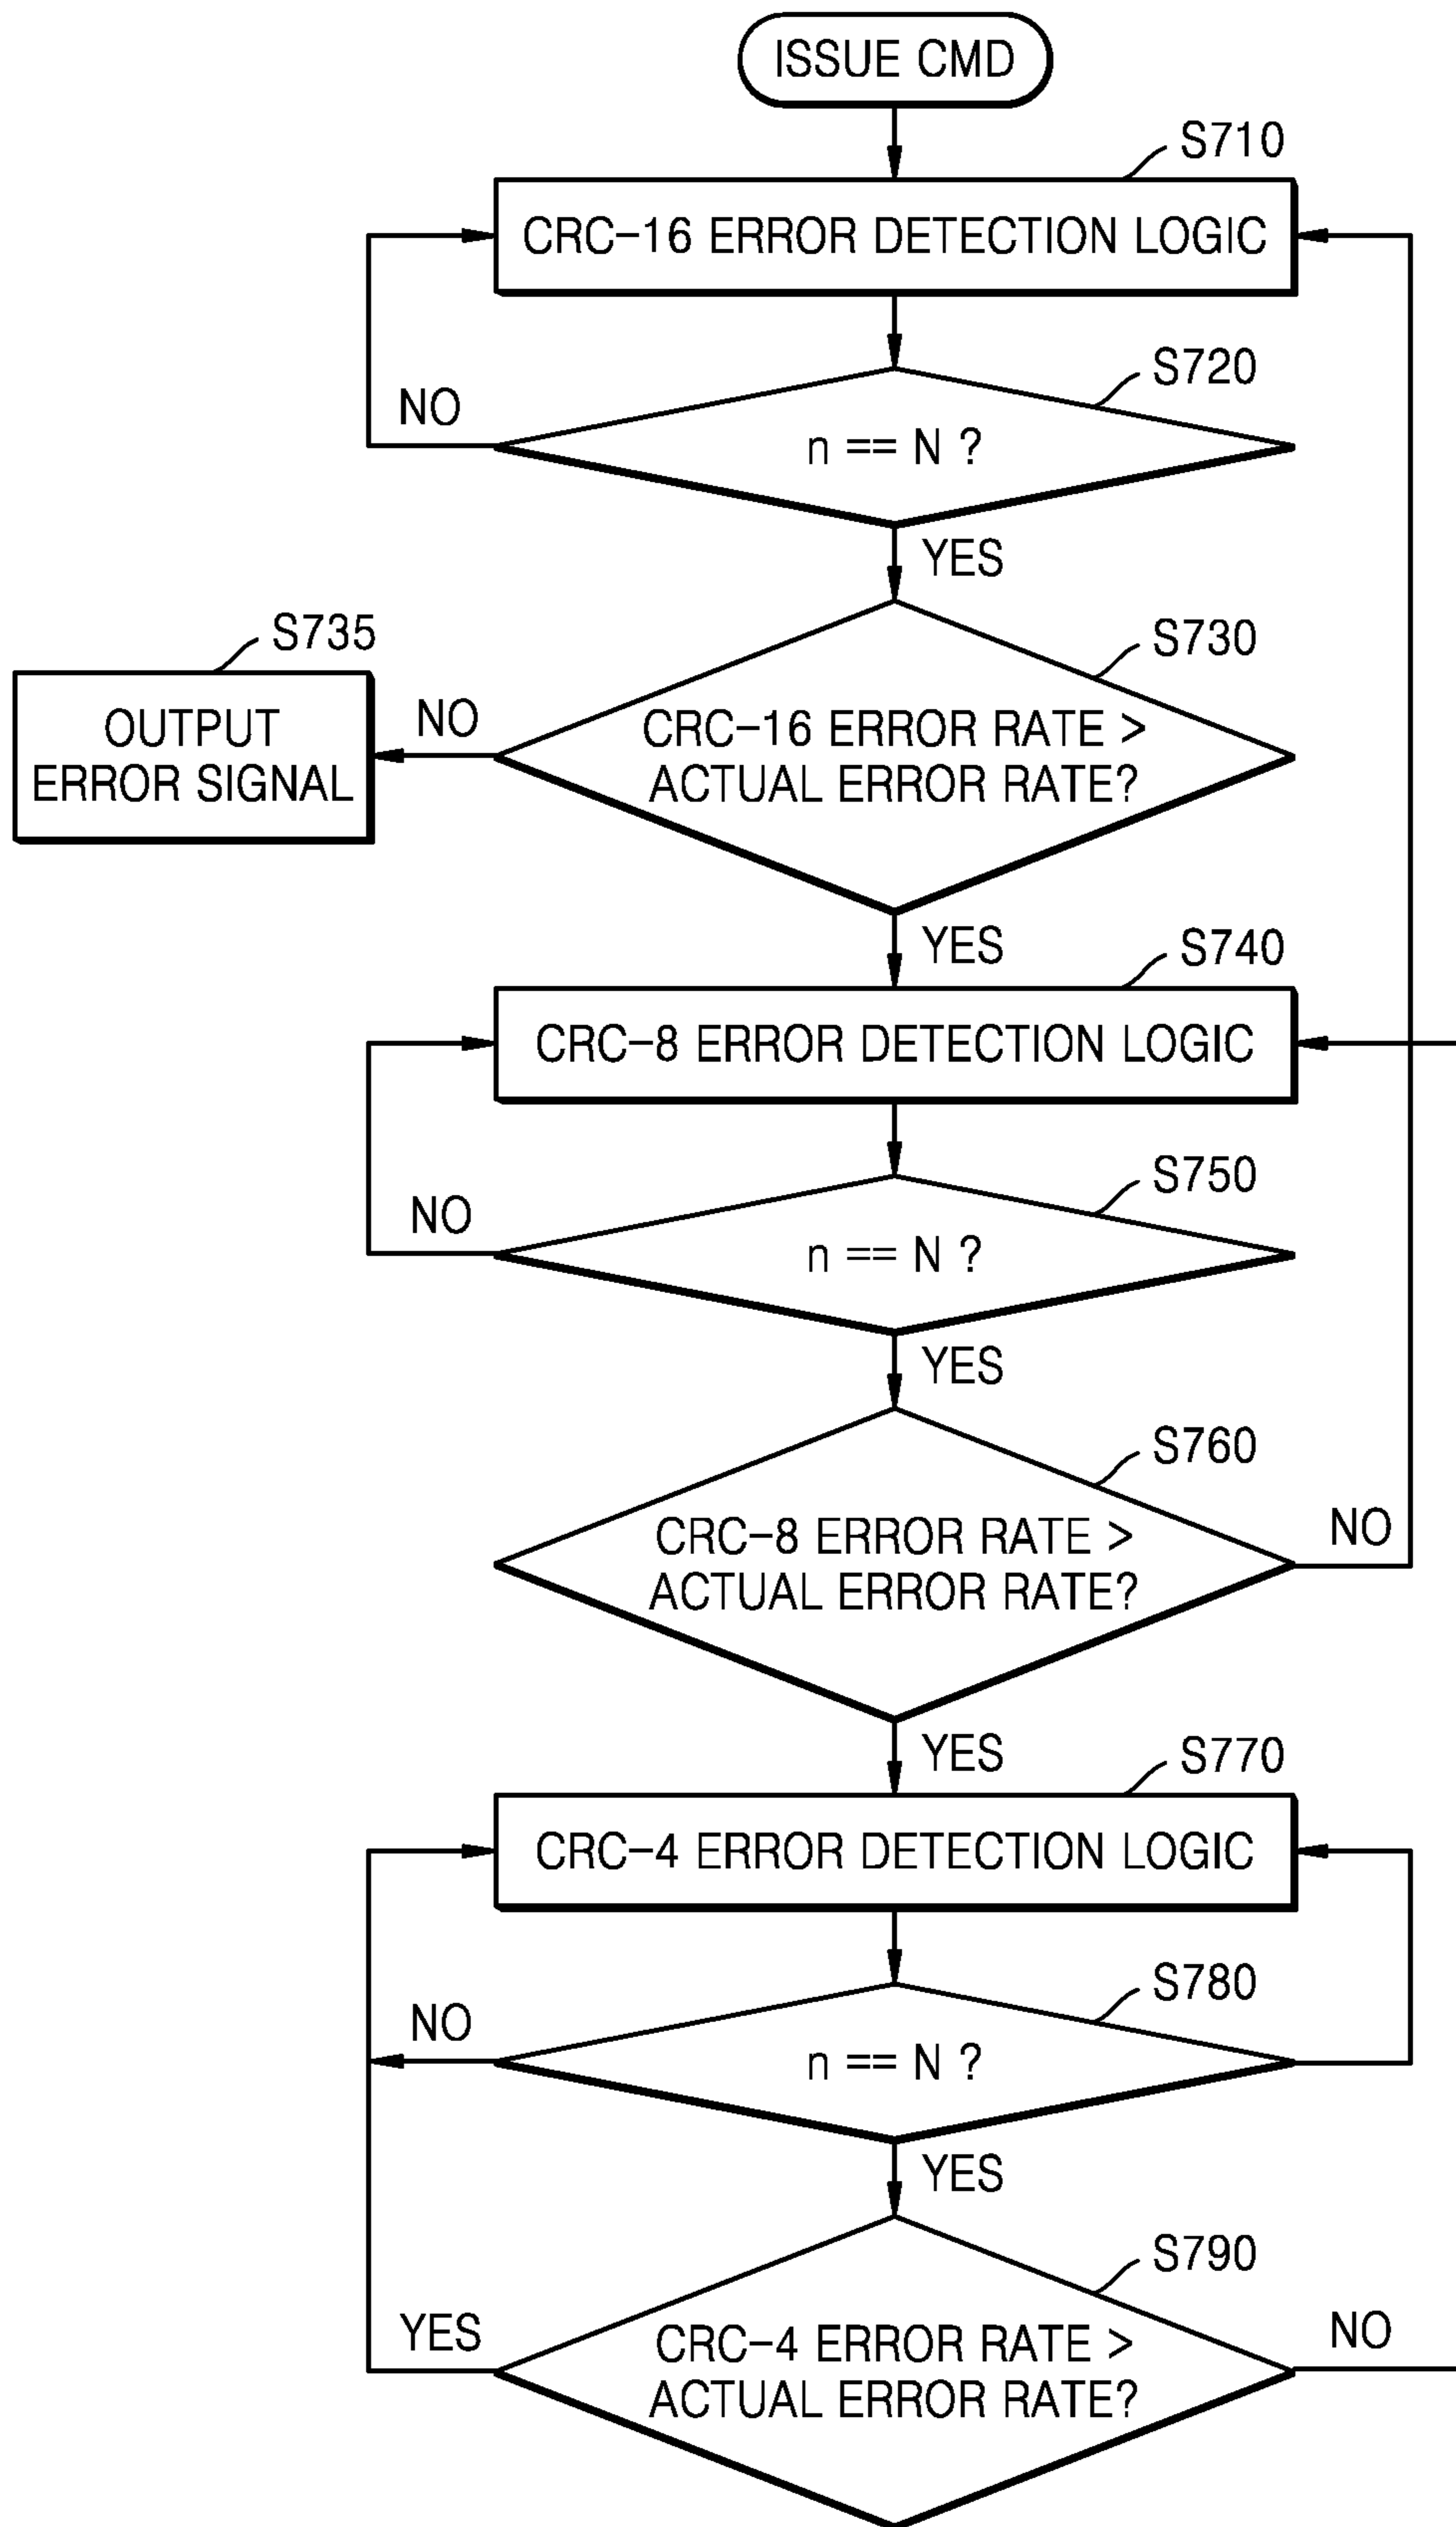 ISSUE CMD
S710
CRC-16 ERROR DETECTION LOGIC
S720
NO
n == N ?
YES
S735
S730
OUTPUT
ERROR SIGNAL
NO
CRC-16 ERROR RATE >
ACTUAL ERROR RATE?
YES
S740
CRC-8 ERROR DETECTION LOGIC
S750
NO
n == N ?
YES
S760
CRC-8 ERROR RATE >
ACTUAL ERROR RATE?
NO
YES
S770
CRC-4 ERROR DETECTION LOGIC
S780
NO
n == N ?
YES
S790
YES
CRC-4 ERROR RATE >
ACTUAL ERROR RATE?
NO